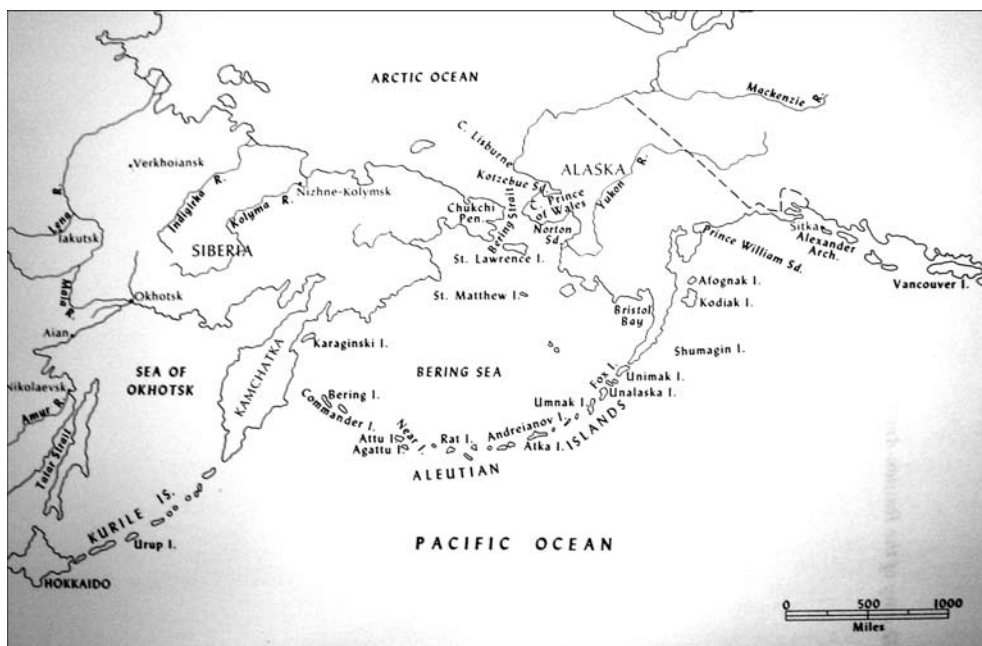 ARCTIC OCEAN
Mackenzie R.
C. Lisburne
Verkhoiansk
ALASKA
Kotzebue Sd.
Nizhne-Kolymsk
Indigirka R.
Kolyma R.
Lena R.
Chukchi
Pen.
Bering Strait
C. Prince
of Wales
Yukon R.
Iakutsk
SIBERIA
Norton
Sd.
Sitka
Alexander
Arch.
Prince William Sd.
St. Lawrence I.
Vancouver I.
Maia R.
Okhotsk
St. Matthew I.
Afognak I.
Kodiak I.
Bristol
Bay
Aian
Karaginski I.
Shumagin I.
SEA OF
OKHOTSK
KAMCHATKA
BERING SEA
Nikolaevsk
Amur R.
Fox I.
Unimak I.
Unalaska I.
Bering I.
Commander I.
Umnak I.
Near I.
Attu I.
Agattu I.
Rat I.
Andreianov I.
Atka I.
ALEUTIAN ISLANDS
Tatar Strait
KURILE IS.
Urup I.
HOKKAIDO
PACIFIC OCEAN
0 500 1000
Miles